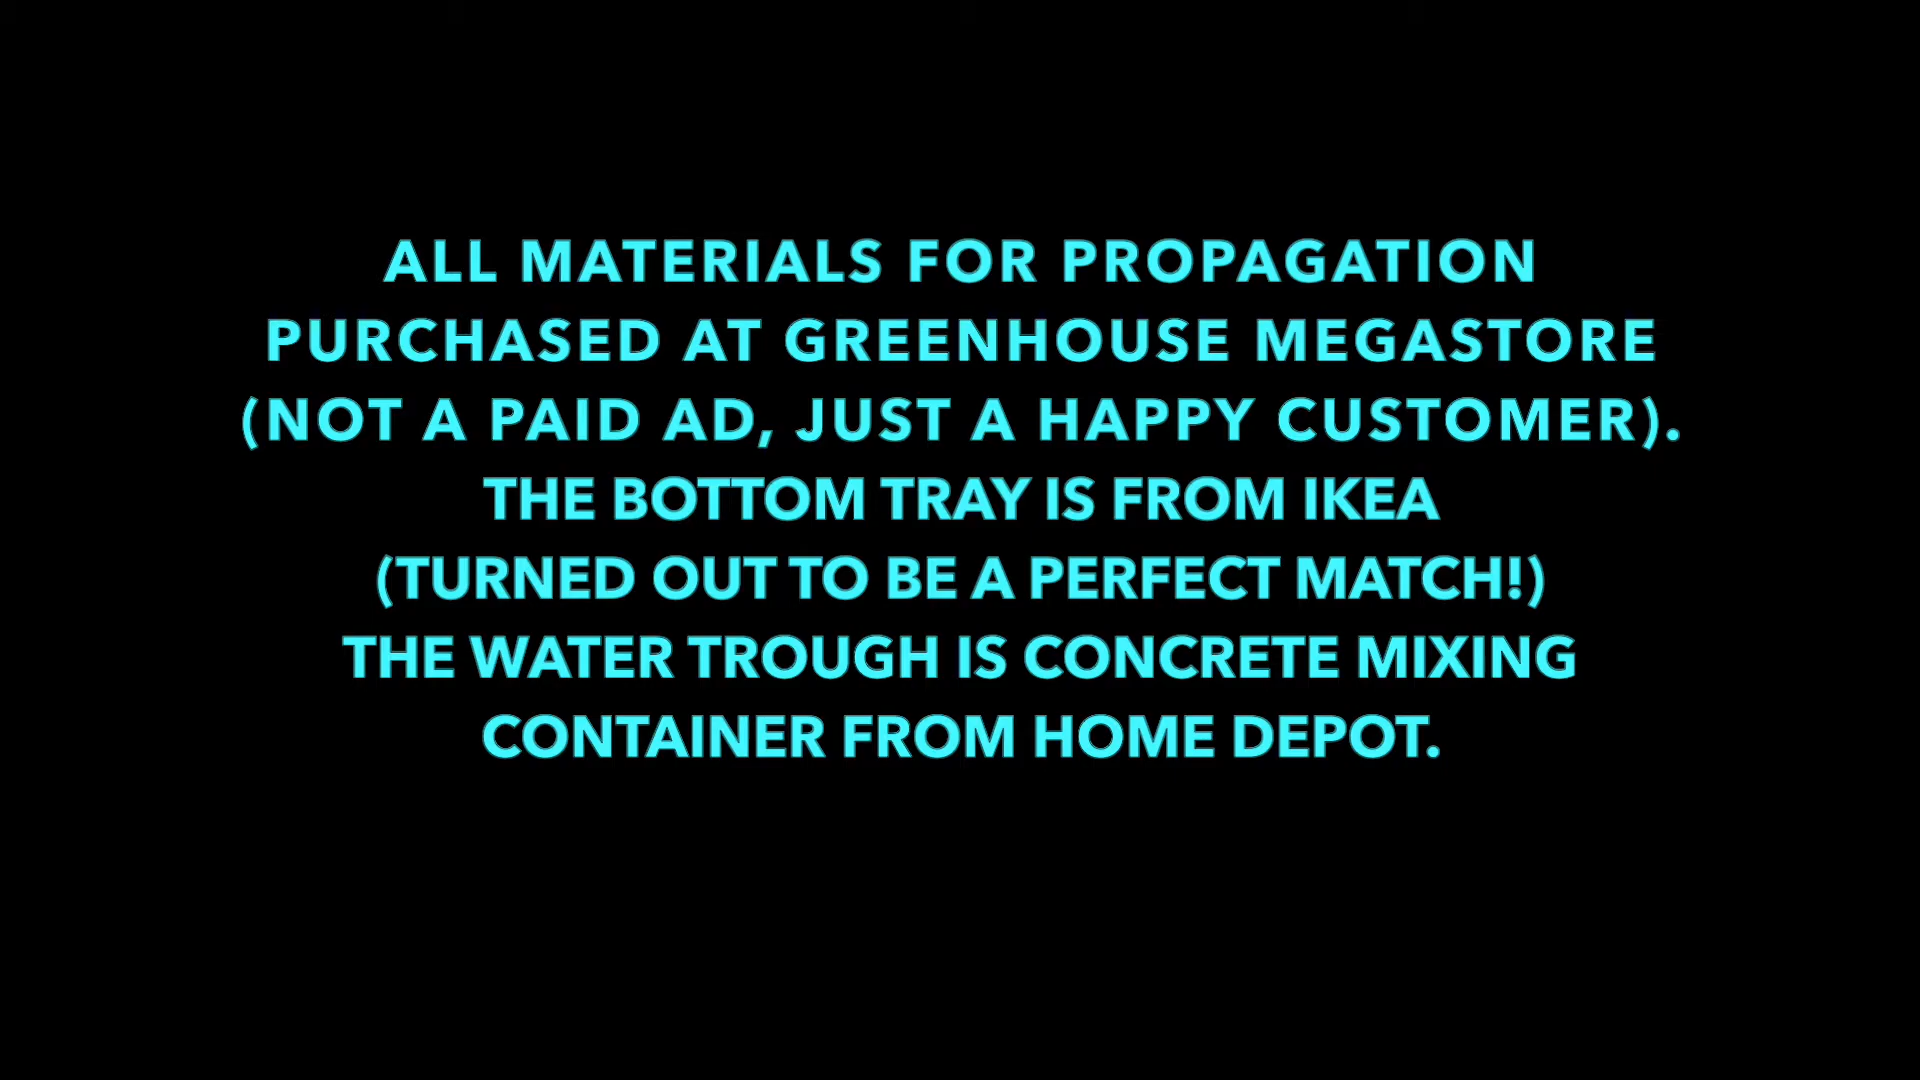 ALL MATERIALS FOR PROPAGATION
PURCHASED AT GREENHOUSE MEGASTORE
(NOT A PAID AD, JUST A HAPPY CUSTOMER).
THE BOTTOM TRAY IS FROM IKEA
(TURNED OUT TO BE A PERFECT MATCH!)
THE WATER TROUGH IS CONCRETE MIXING
CONTAINER FROM HOME DEPOT.